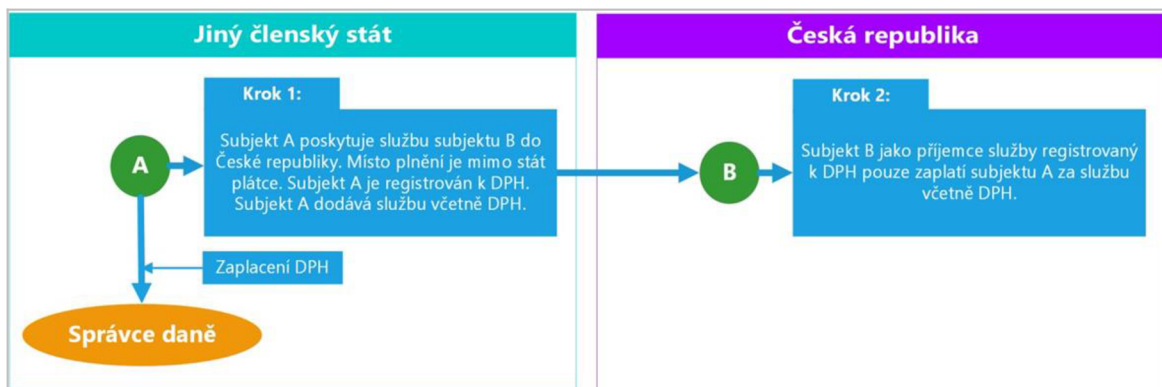 Jiný členský stát
Česká republika
Krok 1:
Subjekt A poskytuje službu subjektu B do
České republiky. Místo plnění je mimo stát
plátce. Subjekt A je registrován k DPH.
Subjekt A dodává službu včetně DPH.
A
Zaplacení DPH
Správce daně
B
Krok 2:
Subjekt B jako příjemce služby registrovaný
k DPH pouze zaplatí subjektu A za službu
včetně DPH.